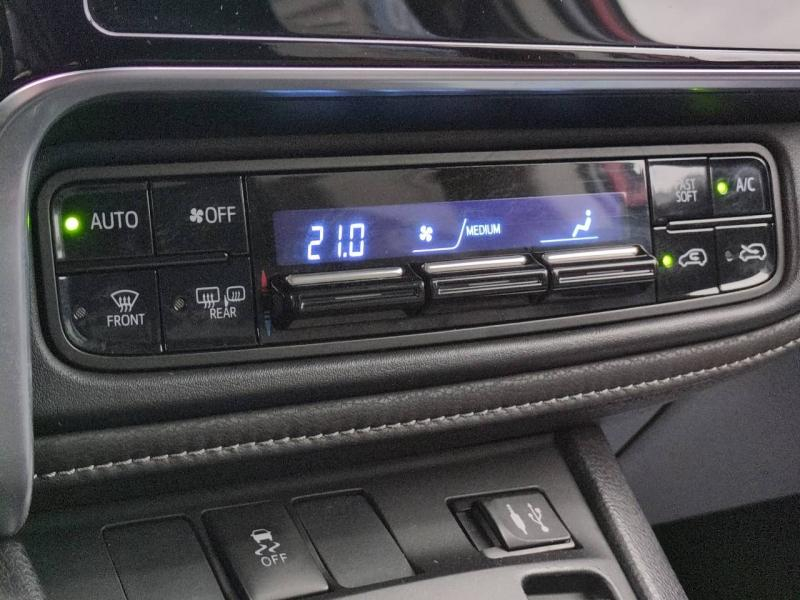 AUTO
OFF
21.0
MEDIUM
FAST
SOFT
A/C
FRONT
REAR
OFF